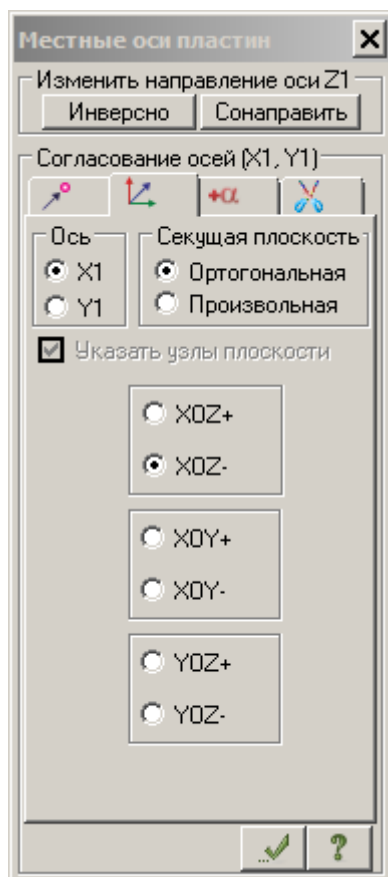 Местные оси пластин
Изменить направление оси Z1
Инверсно Сонаправить
Согласование осей (X1, Y1)
+α
Ось Секущая плоскость
X1 Ортогональная
Y1 Произвольная
Указать узлы плоскости
XOZ+
XOZ-
XOY+
XOY-
YOZ+
YOZ-
?